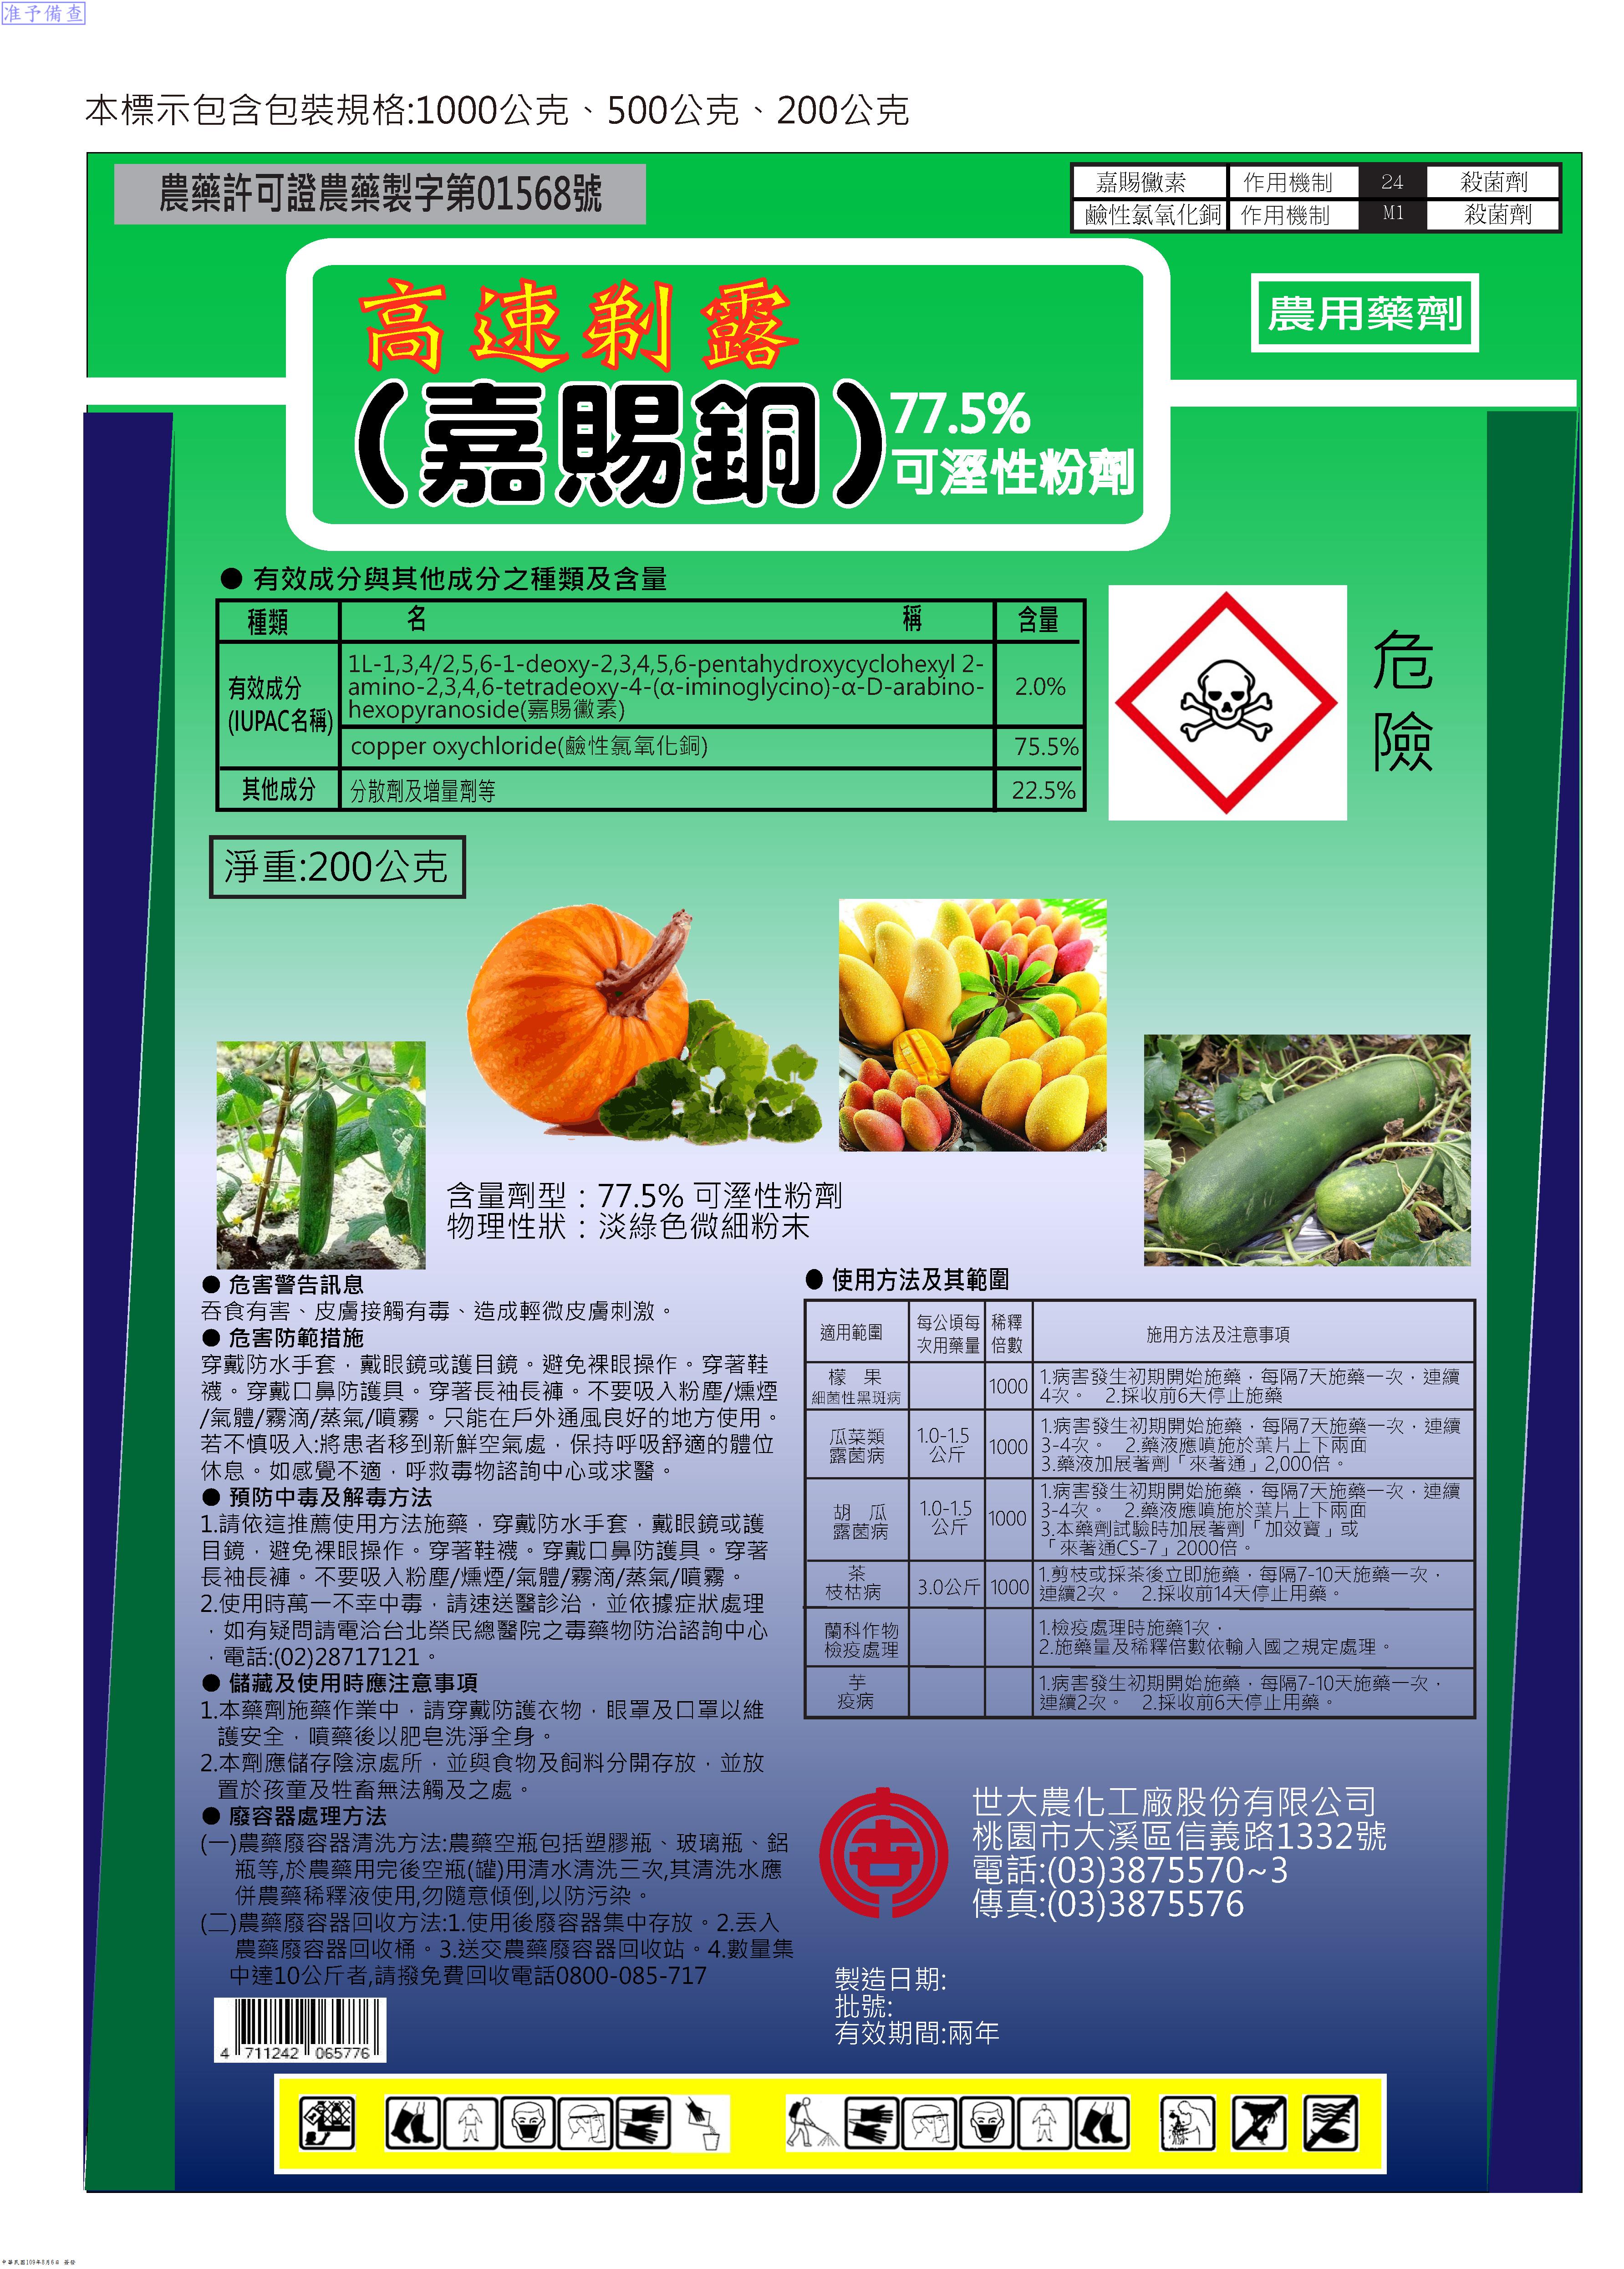 准予備查
本標示包含包裝規格:1000公克、500公克、200公克
農藥許可證農藥製字第01568號
嘉賜黴素 作用機制 24 殺菌劑
鹼性氯氧化銅 作用機制 M1 殺菌劑
農用藥劑
高速剃露
(嘉賜銅)
77.5%
可溼性粉劑
● 有效成分與其他成分之種類及含量
種類 名 稱 含量
有效成分
(IUPAC名稱)
1L-1,3,4/2,5,6-1-deoxy-2,3,4,5,6-pentahydroxycyclohexyl 2-
amino-2,3,4,6-tetradeoxy-4-(α-iminoglycino)-α-D-arabino-
hexopyranoside(嘉賜黴素)
2.0%
copper oxychloride(鹼性氯氧化銅) 75.5%
其他成分 分散劑及增量劑等 22.5%
危
險
淨重:200公克
含量劑型：77.5% 可溼性粉劑
物理性狀：淡綠色微細粉末
● 危害警告訊息
吞食有害、皮膚接觸有毒、造成輕微皮膚刺激。
● 危害防範措施
穿戴防水手套，戴眼鏡或護目鏡。避免裸眼操作。穿著鞋
襪。穿戴口鼻防護具。穿著長袖長褲。不要吸入粉塵/燻煙
/氣體/霧滴/蒸氣/噴霧。只能在戶外通風良好的地方使用。
若不慎吸入:將患者移到新鮮空氣處，保持呼吸舒適的體位
休息。如感覺不適，呼救毒物諮詢中心或求醫。
● 預防中毒及解毒方法
1.請依這推薦使用方法施藥，穿戴防水手套，戴眼鏡或護
目鏡，避免裸眼操作。穿著鞋襪。穿戴口鼻防護具。穿著
長袖長褲。不要吸入粉塵/燻煙/氣體/霧滴/蒸氣/噴霧。
2.使用時萬一不幸中毒，請速送醫診治，並依據症狀處理
，如有疑問請電洽台北榮民總醫院之毒藥物防治諮詢中心
，電話:(02)28717121。
● 儲藏及使用時應注意事項
1.本藥劑施藥作業中，請穿戴防護衣物，眼罩及口罩以維
護安全，噴藥後以肥皂洗淨全身。
2.本劑應儲存陰涼處所，並與食物及飼料分開存放，並放
置於孩童及牲畜無法觸及之處。
● 廢容器處理方法
(一)農藥廢容器清洗方法:農藥空瓶包括塑膠瓶、玻璃瓶、鋁
瓶等,於農藥用完後空瓶(罐)用清水清洗三次,其清洗水應
併農藥稀釋液使用,勿隨意傾倒,以防污染。
(二)農藥廢容器回收方法:1.使用後廢容器集中存放。2.丟入
農藥廢容器回收桶。3.送交農藥廢容器回收站。4.數量集
中達10公斤者,請撥免費回收電話0800-085-717
4 711242 065776
● 使用方法及其範圍
適用範圍 每公頃每 稀釋 施用方法及注意事項
次用藥量 倍數
檬 果
細菌性黑斑病
1000
1.病害發生初期開始施藥，每隔7天施藥一次，連續
4次。 2.採收前6天停止施藥
瓜菜類
露菌病
1.0-1.5
公斤
1000
1.病害發生初期開始施藥，每隔7天施藥一次，連續
3-4次。 2.藥液應噴施於葉片上下兩面
3.藥液加展著劑「來著通」2,000倍。
胡 瓜
露菌病
1.0-1.5
公斤
1000
1.病害發生初期開始施藥，每隔7天施藥一次，連續
3-4次。 2.藥液應噴施於葉片上下兩面
3.本藥劑試驗時加展著劑「加效寶」或
「來著通CS-7」2000倍。
茶
枝枯病
3.0公斤
1000
1.剪枝或採茶後立即施藥，每隔7-10天施藥一次，
連續2次。 2.採收前14天停止用藥。
蘭科作物
檢疫處理
1.檢疫處理時施藥1次，
2.施藥量及稀釋倍數依輸入國之規定處理。
芋
疫病
1.病害發生初期開始施藥，每隔7-10天施藥一次，
連續2次。 2.採收前6天停止用藥。
世大農化工廠股份有限公司
桃園市大溪區信義路1332號
電話:(03)3875570~3
傳真:(03)3875576
製造日期:
批號:
有效期間:兩年